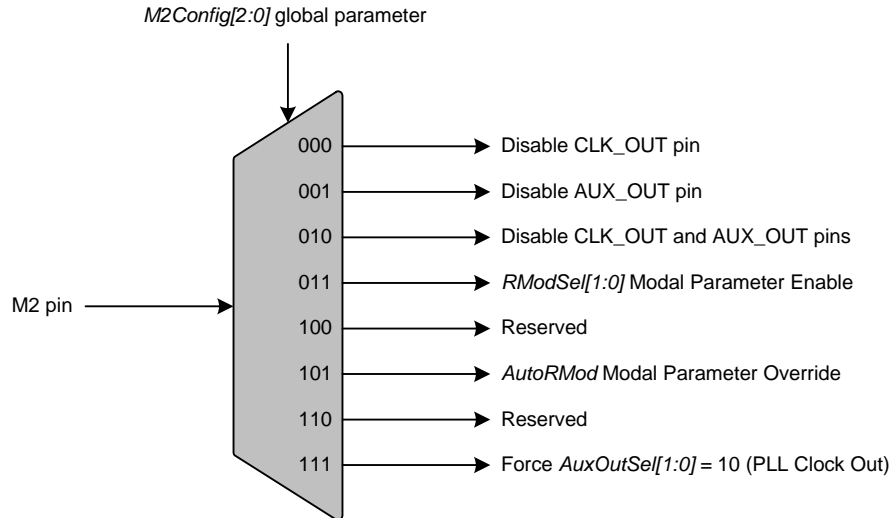 M2Config[2:0] global parameter
000 Disable CLK_OUT pin
001 Disable AUX_OUT pin
010 Disable CLK_OUT and AUX_OUT pins
011 RModSel[1:0] Modal Parameter Enable
M2 pin
100 Reserved
101 AutoRMod Modal Parameter Override
110 Reserved
111 Force AuxOutSel[1:0] = 10 (PLL Clock Out)